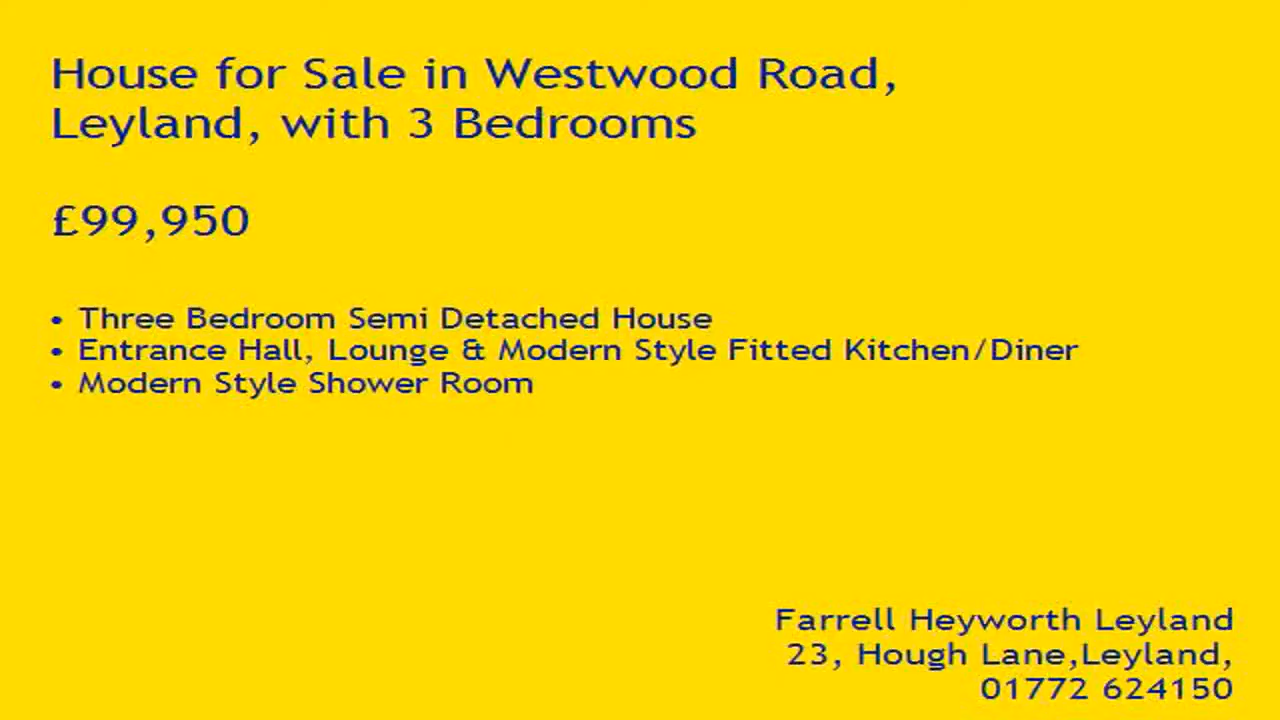 House for Sale in Westwood Road,
Leyland, with 3 Bedrooms
£99,950
• Three Bedroom Semi Detached House
• Entrance Hall, Lounge & Modern Style Fitted Kitchen/Diner
• Modern Style Shower Room
Farrell Heyworth Leyland
23, Hough Lane,Leyland,
01772 624150